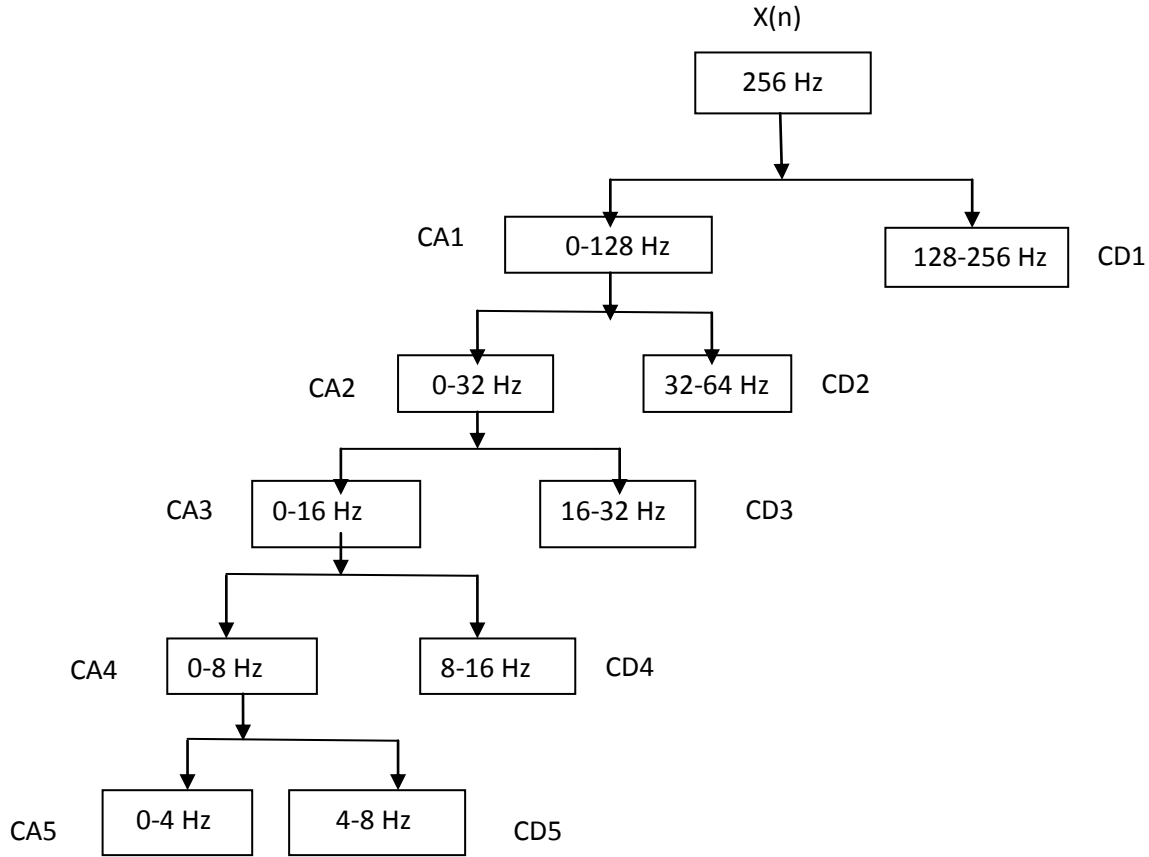 X(n)
256 Hz
CA1 0-128 Hz 128-256 Hz CD1
CA2 0-32 Hz 32-64 Hz CD2
CA3 0-16 Hz 16-32 Hz CD3
CA4 0-8 Hz 8-16 Hz CD4
CA5 0-4 Hz 4-8 Hz CD5